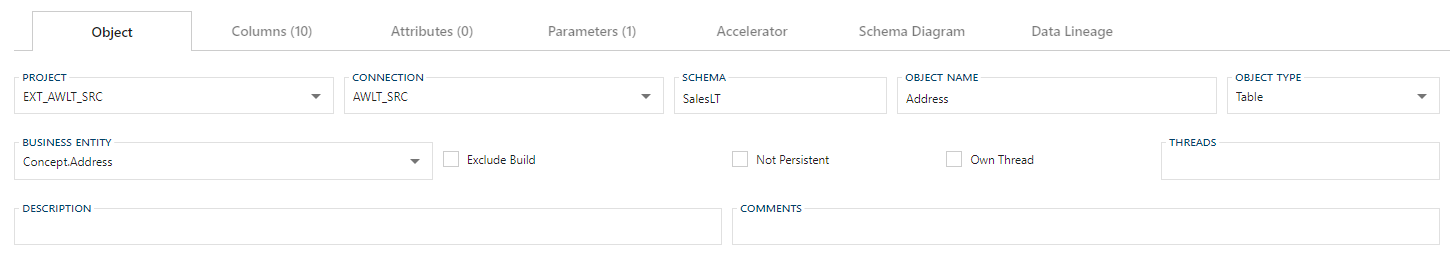 Object Columns (10) Attributes (0) Parameters (1) Accelerator Schema Diagram Data Lineage
PROJECT CONNECTION SCHEMA OBJECT NAME OBJECT TYPE
EXT_AWLT_SRC AWLT_SRC SalesLT Address Table
BUSINESS ENTITY THREADS
Concept.Address Exclude Build Not Persistent Own Thread
DESCRIPTION COMMENTS